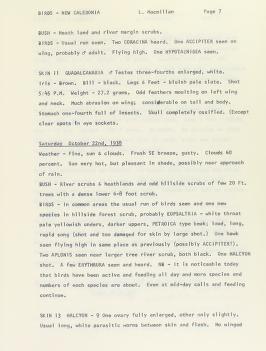 BIRDS - NEW CALEDONIA L. Macmillan Page 7
BUSH - Heath land and river margin scrubs.
BIRDS - Usual run seen. Two CORACINA heard. One ACCIPITER seen on
wing, probably ♂ adult. Flying high. One HYPOTAENIDEA seen.
SKIN 11 GUADALCANARIA ♂ Testes three-fourths enlarged, white.
Iris - Brown. Bill - black. Legs & feet - bluish pale slate. Shot
5:45 P.M. Weight - 27.2 grams. Odd feathers moulting on left wing
and neck. Much abrasion on wing; considerable on tail and body.
Stomach one-fourth full of insects. Skull completely ossified. (Except
clear spots in eye sockets.
Saturday October 22nd, 1938
Weather - fine, sun & clouds. Fresh SE breeze, gusty. Clouds 60
percent. Sun very hot, but pleasant in shade, possibly near approach
of rain.
BUSH - River scrubs & heathlands and odd hillside scrubs of few 20 ft.
trees with a dense lower 4-8 foot scrub.
BIRDS - In common areas the usual run of birds seen and one new
species in hillside forest scrub, probably EOPSALTRIA - white throat
pale yellowish unders, darker uppers, PETROICA type beak; loud, long,
rapid song (shot and too damaged for skin by large shot.) One hawk
seen flying high in same place as previously (possibly ACCIPITER?).
Two APLONIS seen near larger tree river scrub, both black. One HALCYON
shot. A few ERYTHRURA seen and heard. NB - it is noticeable today
that birds have been active and feeding all day and more species and
numbers of each species are about. Even at mid-day calls and feeding
continue.
SKIN 13 HALCYON - ♀ One ovary fully enlarged, other only slightly.
Usual long, white parasitic worms between skin and flesh. No winged